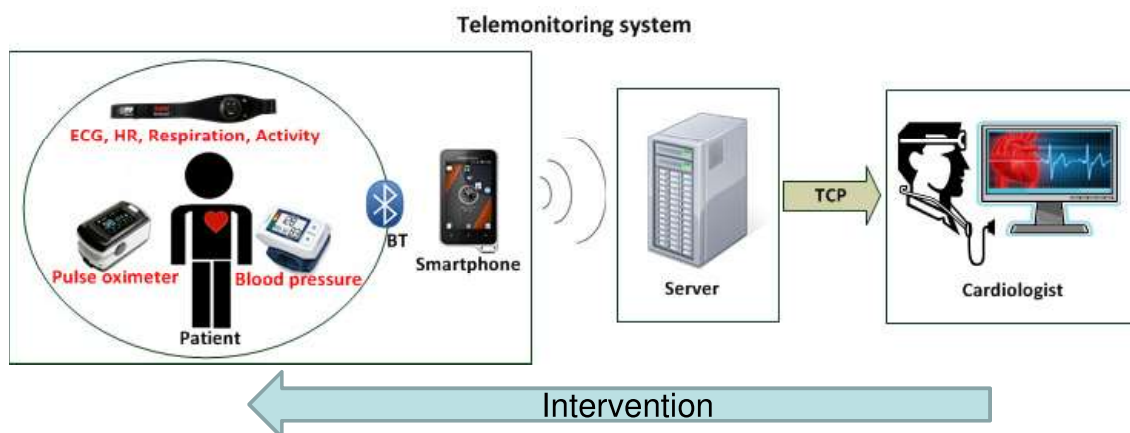 Telemonitoring system
ECG, HR, Respiration, Activity
Pulse oximeter
Blood pressure
Patient
BT
Smartphone
Server
TCP
Cardiologist
Intervention